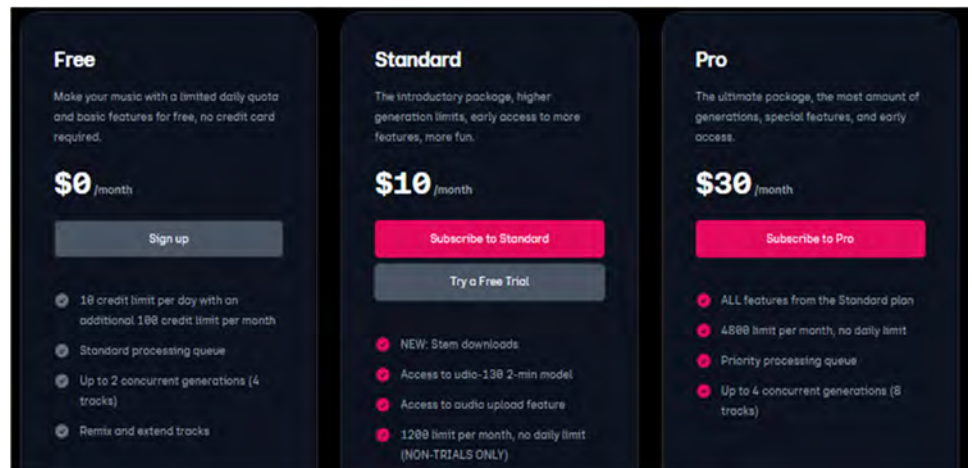 Free
Make your music with a limited daily quota
and basic features for free, no credit card
required.
$0 /month
Sign up
10 credit limit per day with an
additional 100 credit limit per month
Standard processing queue
Up to 2 concurrent generations (4
tracks)
Remix and extend tracks
Standard
The introductory package, higher
generation limits, early access to more
features, more fun.
$10 /month
Subscribe to Standard
Try a Free Trial
NEW: Stem downloads
Access to udio-130 2-min model
Access to audio upload feature
1200 limit per month, no daily limit
(NON-TRIALS ONLY)
Pro
The ultimate package, the most amount of
generations, special features, and early
access.
$30 /month
Subscribe to Pro
ALL features from the Standard plan
4800 limit per month, no daily limit
Priority processing queue
Up to 4 concurrent generations (8
tracks)